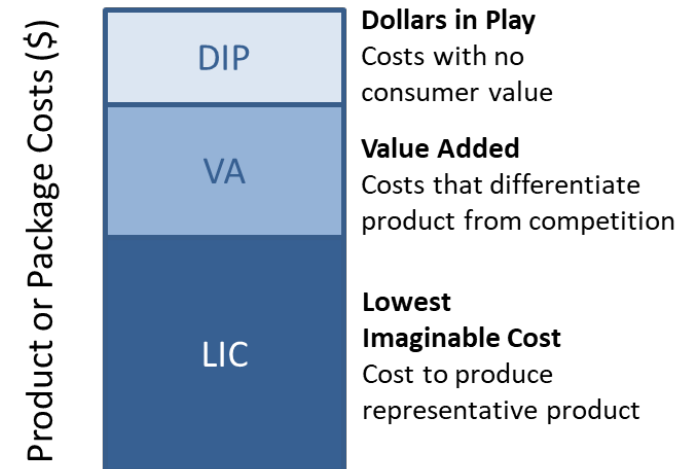 Product or Package Costs ($)
DIP
Dollars in Play
Costs with no
consumer value
VA
Value Added
Costs that differentiate
product from competition
LIC
Lowest
Imaginable Cost
Cost to produce
representative product